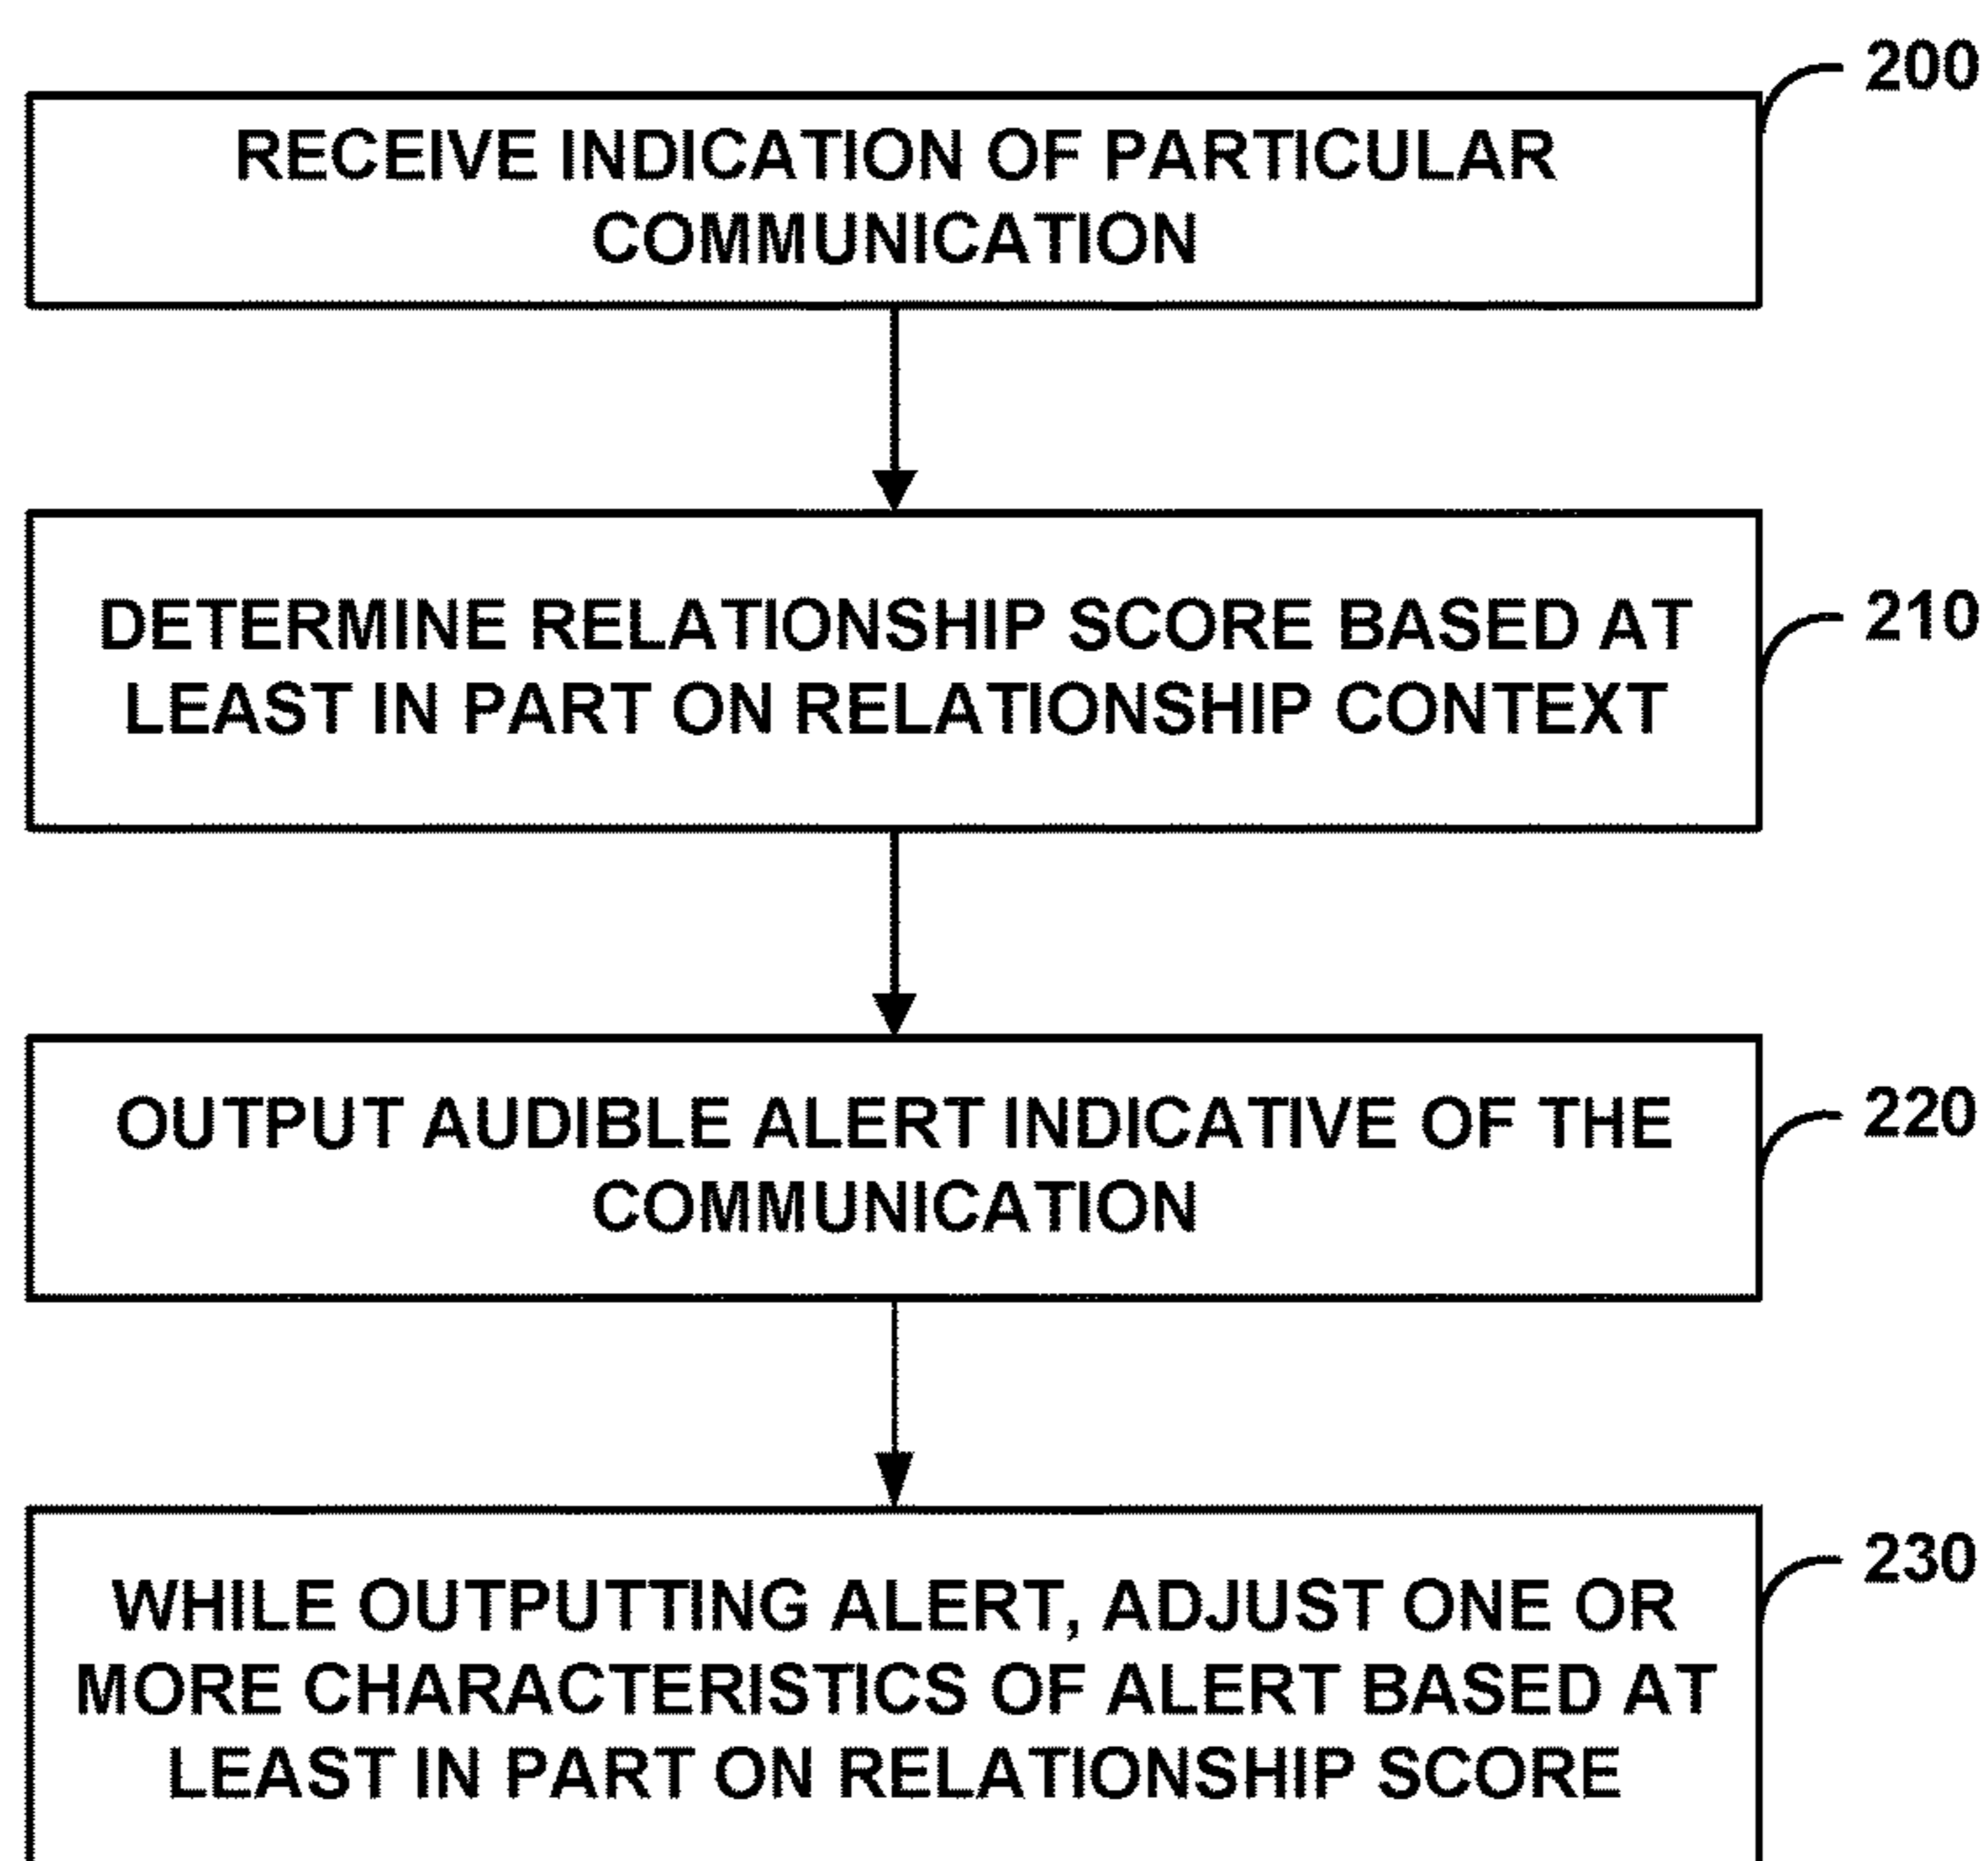 200
RECEIVE INDICATION OF PARTICULAR
COMMUNICATION
210
DETERMINE RELATIONSHIP SCORE BASED AT
LEAST IN PART ON RELATIONSHIP CONTEXT
220
OUTPUT AUDIBLE ALERT INDICATIVE OF THE
COMMUNICATION
230
WHILE OUTPUTTING ALERT, ADJUST ONE OR
MORE CHARACTERISTICS OF ALERT BASED AT
LEAST IN PART ON RELATIONSHIP SCORE